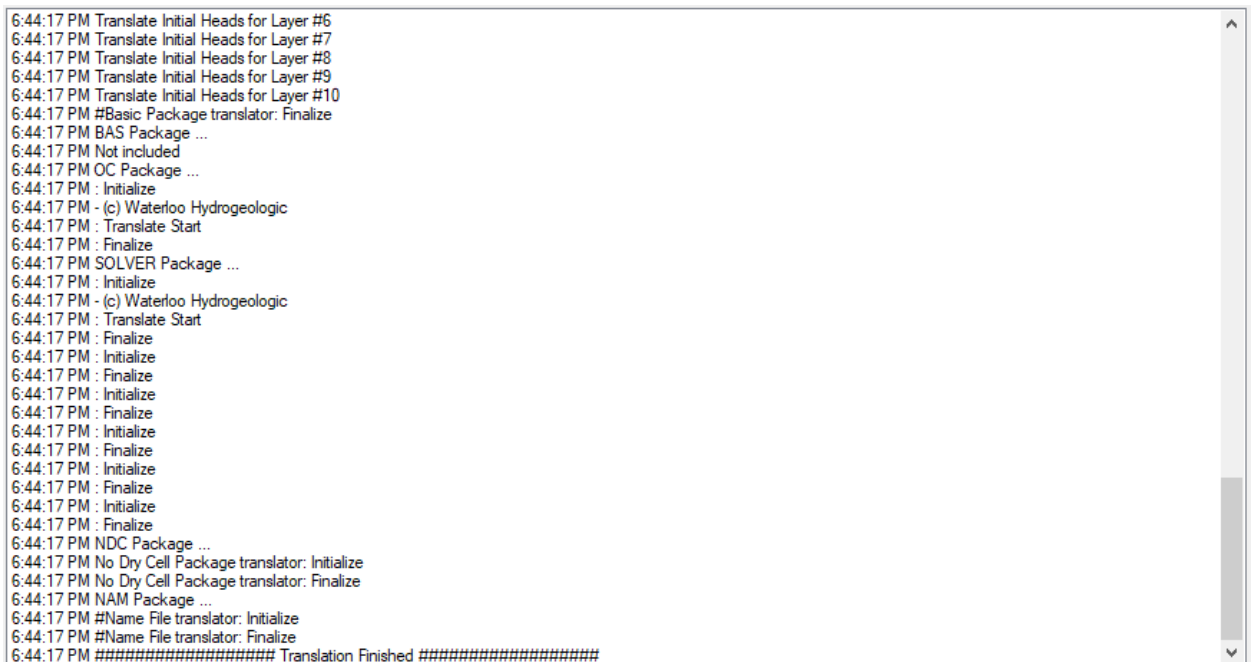 6:44:17 PM Translate Initial Heads for Layer #6
6:44:17 PM Translate Initial Heads for Layer #7
6:44:17 PM Translate Initial Heads for Layer #8
6:44:17 PM Translate Initial Heads for Layer #9
6:44:17 PM Translate Initial Heads for Layer #10
6:44:17 PM #Basic Package translator: Finalize
6:44:17 PM BAS Package ...
6:44:17 PM Not included
6:44:17 PM OC Package ...
6:44:17 PM : Initialize
6:44:17 PM - (c) Waterloo Hydrogeologic
6:44:17 PM : Translate Start
6:44:17 PM : Finalize
6:44:17 PM SOLVER Package ...
6:44:17 PM : Initialize
6:44:17 PM - (c) Waterloo Hydrogeologic
6:44:17 PM : Translate Start
6:44:17 PM : Finalize
6:44:17 PM : Initialize
6:44:17 PM : Finalize
6:44:17 PM : Initialize
6:44:17 PM : Finalize
6:44:17 PM : Initialize
6:44:17 PM : Finalize
6:44:17 PM : Initialize
6:44:17 PM : Finalize
6:44:17 PM : Initialize
6:44:17 PM : Finalize
6:44:17 PM NDC Package ...
6:44:17 PM No Dry Cell Package translator: Initialize
6:44:17 PM No Dry Cell Package translator: Finalize
6:44:17 PM NAM Package ...
6:44:17 PM #Name File translator: Initialize
6:44:17 PM #Name File translator: Finalize
6:44:17 PM ################## Translation Finished ##################